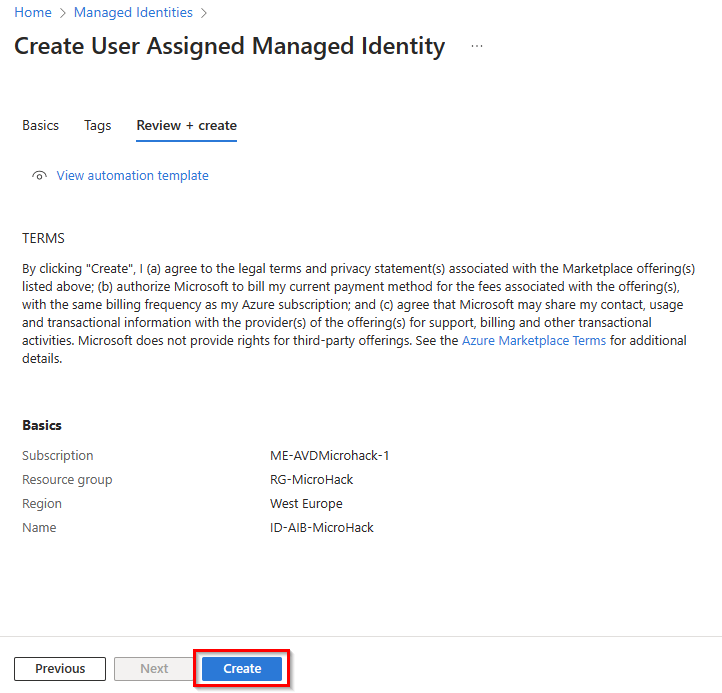 Home > Managed Identities >
Create User Assigned Managed Identity ...
Basics Tags Review + create
View automation template
TERMS
By clicking "Create", I (a) agree to the legal terms and privacy statement(s) associated with the Marketplace offering(s)
listed above; (b) authorize Microsoft to bill my current payment method for the fees associated with the offering(s),
with the same billing frequency as my Azure subscription; and (c) agree that Microsoft may share my contact, usage
and transactional information with the provider(s) of the offering(s) for support, billing and other transactional
activities. Microsoft does not provide rights for third-party offerings. See the Azure Marketplace Terms for additional
details.
Basics
Subscription ME-AVDMicrohack-1
Resource group RG-MicroHack
Region West Europe
Name ID-AIB-MicroHack
Previous Next Create